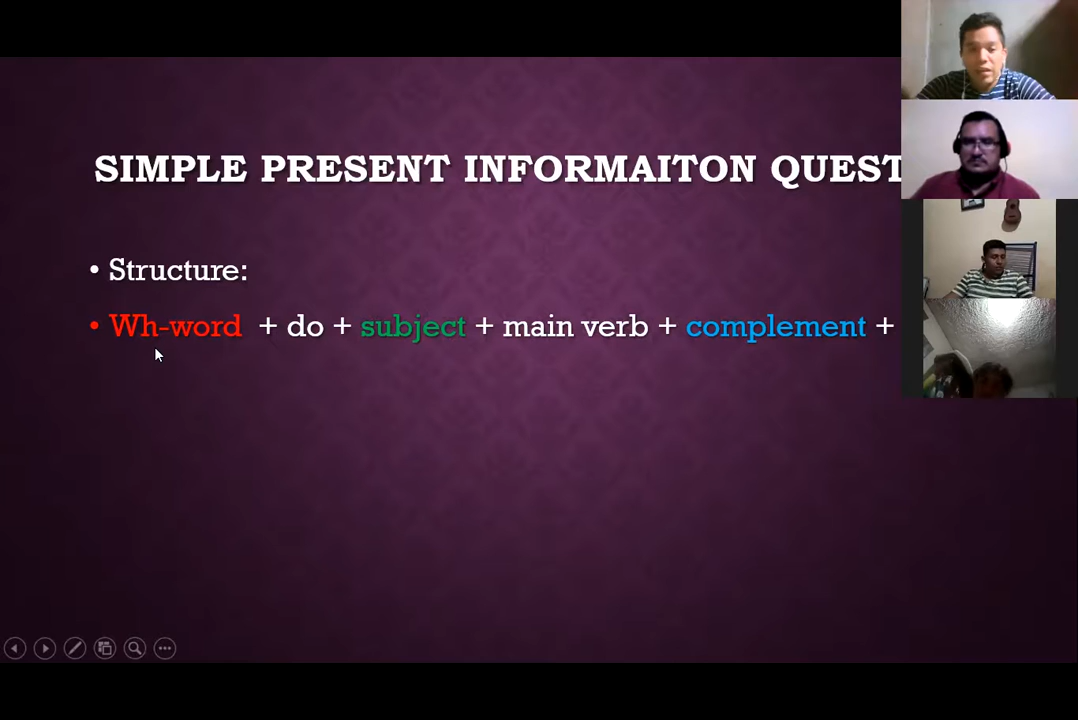 SIMPLE PRESENT INFORMAITON QUEST
• Structure:
• Wh-word + do + subject + main verb + complement +